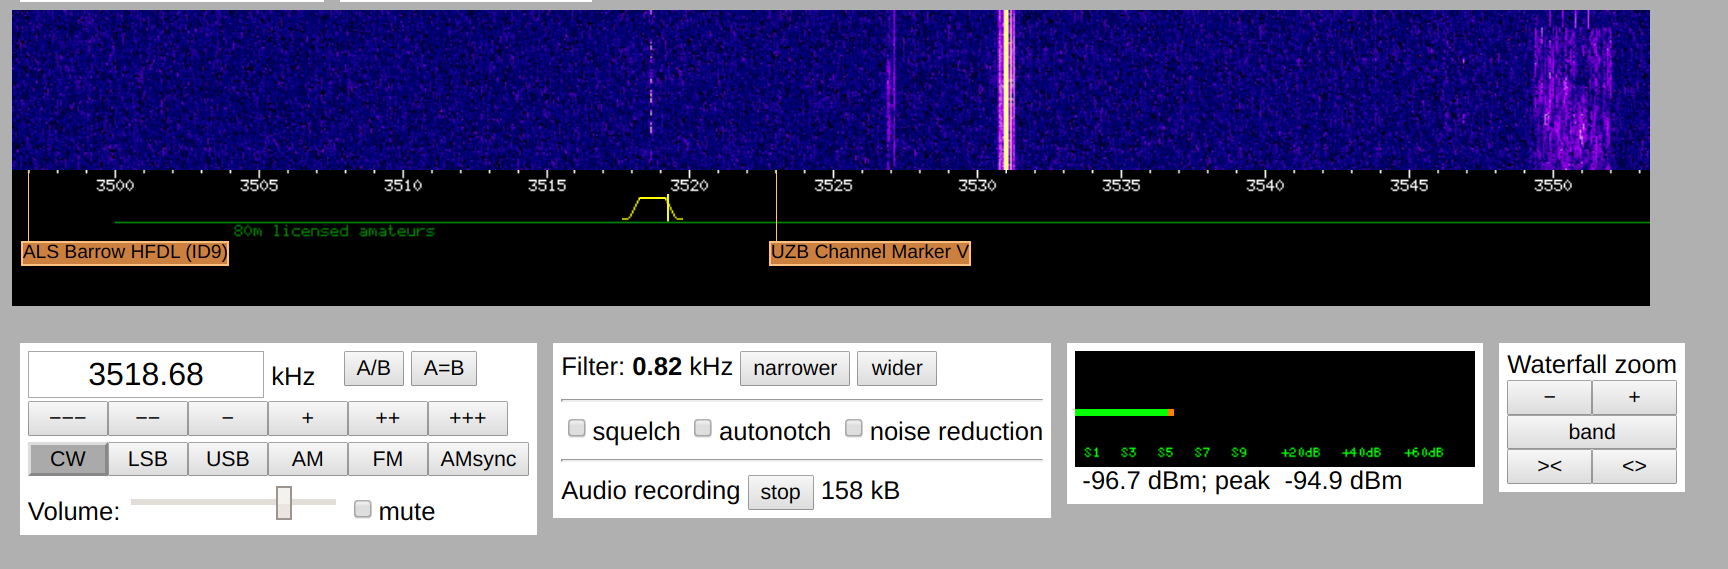 3500 3505 3510 3515 3520 3525 3530 3535 3540 3545 3550
80m licensed amateurs
ALS Barrow HFDL (ID9) UZB Channel Marker V
3518.68 kHz A/B A=B
--- -- - + ++ +++
CW LSB USB AM FM AMsync
Volume: mute
Filter: 0.82 kHz narrower wider
squelch autonotch noise reduction
Audio recording stop 158 kB
S1 S3 S5 S7 S9 +20dB +40dB +60dB
-96.7 dBm; peak -94.9 dBm
Waterfall zoom
- +
band
>< <>